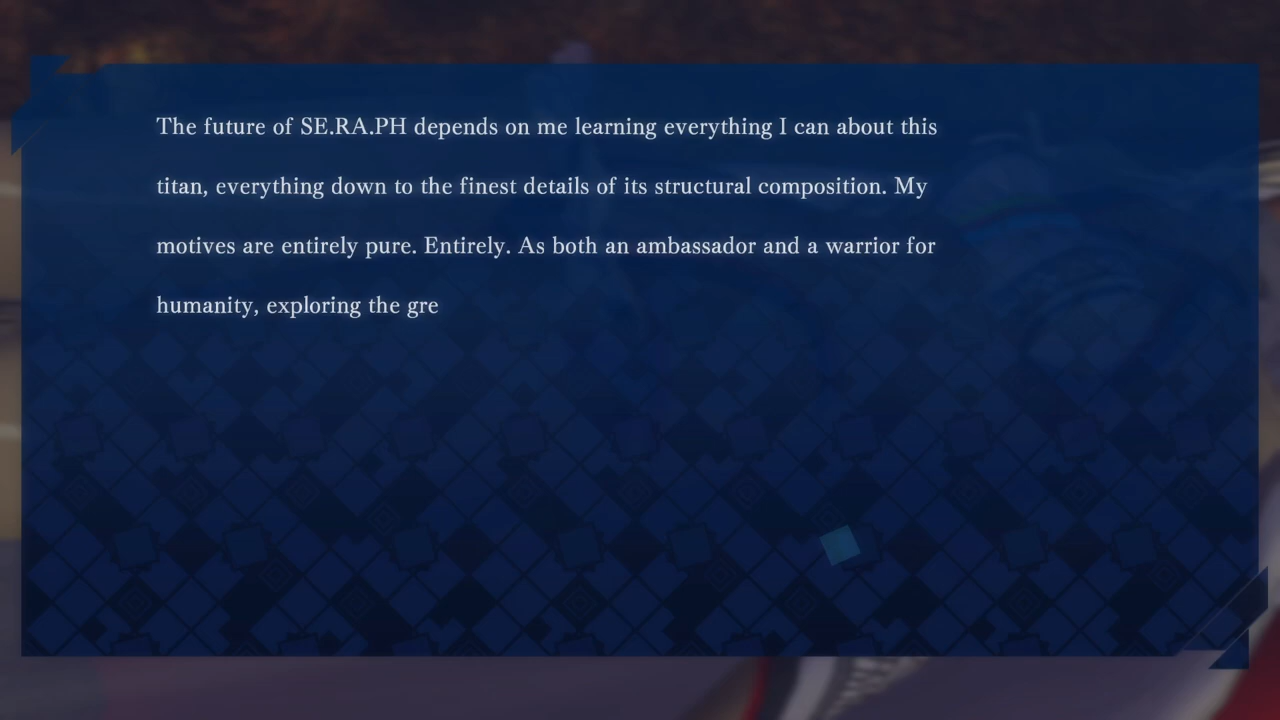 The future of SE.RA.PH depends on me learning everything I can about this
titan, everything down to the finest details of its structural composition. My
motives are entirely pure. Entirely. As both an ambassador and a warrior for
humanity, exploring the gre